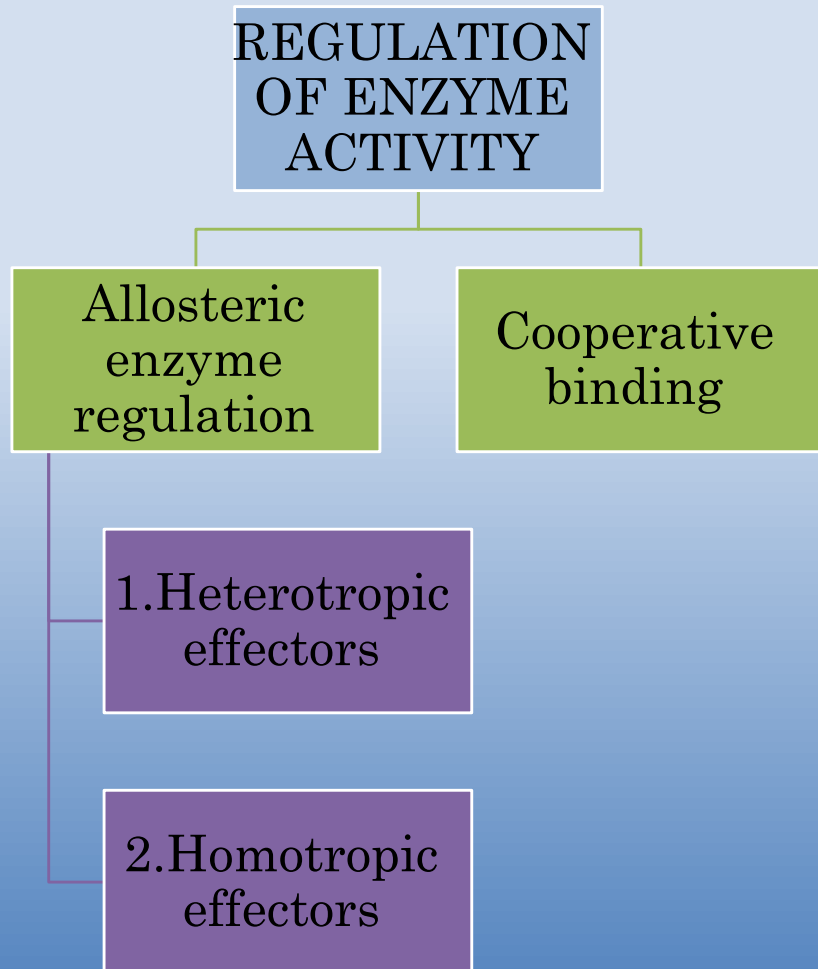 REGULATION
OF ENZYME
ACTIVITY
Allosteric
enzyme
regulation
Cooperative
binding
1.Heterotropic
effectors
2.Homotropic
effectors